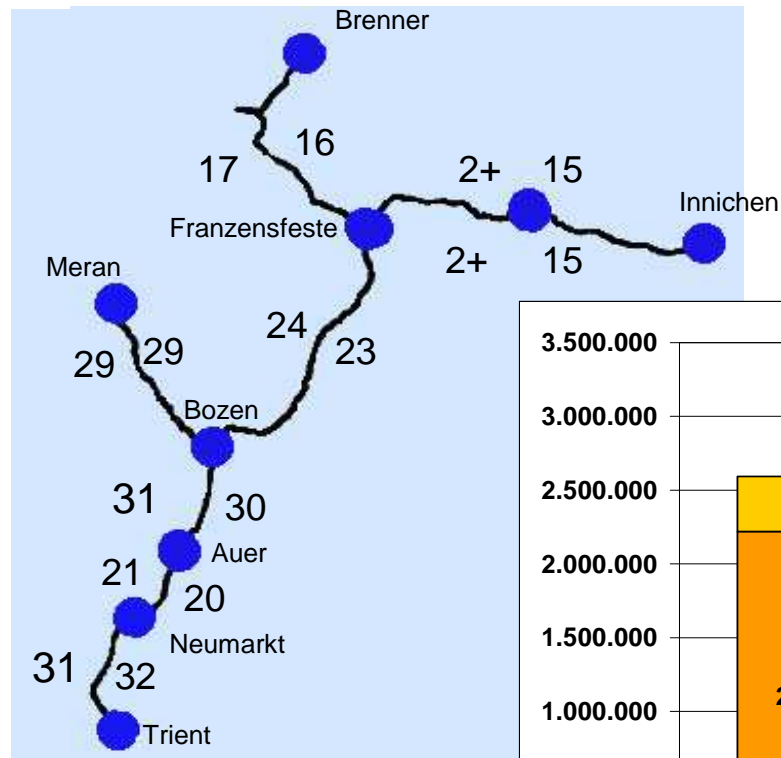 Brenner
16
17
2+ 15
Innichen
Franzensfeste
2+ 15
Meran
24
23
29 29
Bozen
31
30
Auer
21
20
Neumarkt
31
32
Trient
3.500.000
3.000.000
2.500.000
2.000.000
1.500.000
2
1.000.000